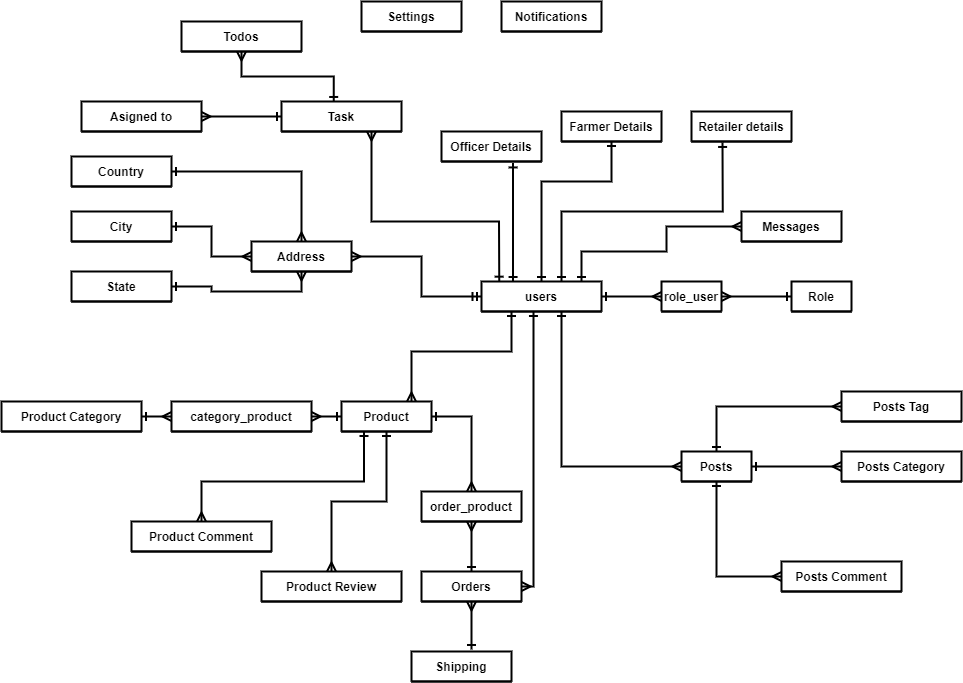 Settings
Notifications
Todos
Asigned to
Task
Officer Details
Farmer Details
Retailer details
Country
City
State
Address
Messages
users
role_user
Role
Product Category
category_product
Product
Posts Tag
Posts
Posts Category
order_product
Product Comment
Product Review
Orders
Posts Comment
Shipping